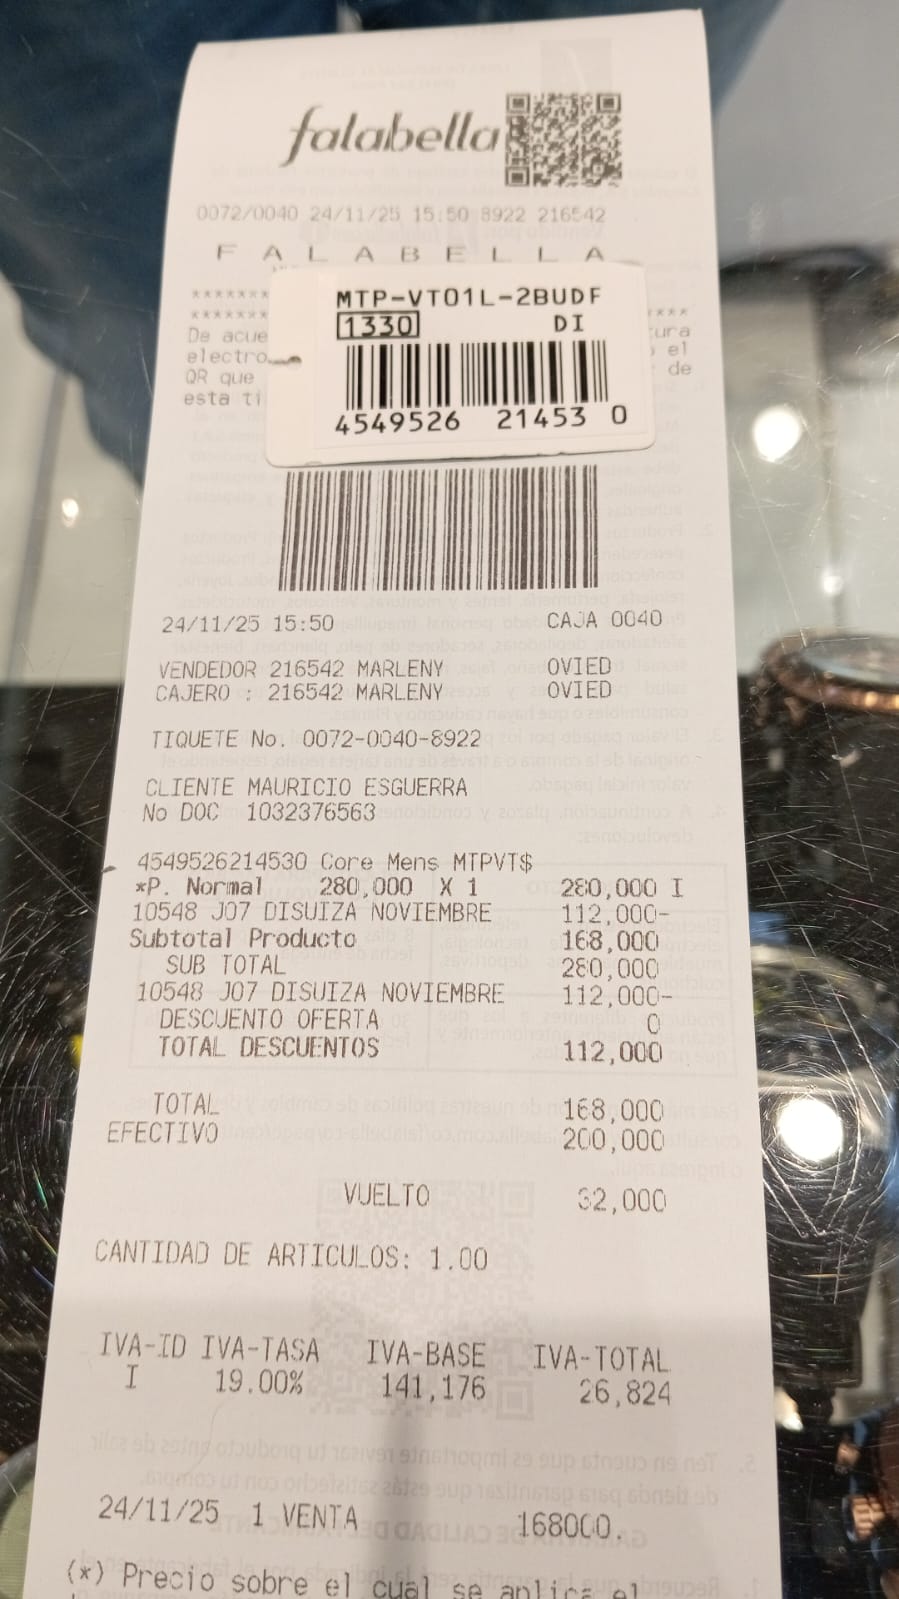 falabella
0072/0040 24/11/25 15:50 8922 216542
F A L A B E L L A
*******
******* ****
De acue tura
electro el
QR que de
esta ti
MTP-VT01L-2BUDF
1330 DI
4549526 21453 0
24/11/25 15:50 CAJA 0040
VENDEDOR 216542 MARLENY OVIED
CAJERO : 216542 MARLENY OVIED
TIQUETE No. 0072-0040-8922
CLIENTE MAURICIO ESGUERRA
No DOC 1032376563
4549526214530 Core Mens MTPVT$
*P. Normal 280,000 X 1 280,000 I
10548 J07 DISUIZA NOVIEMBRE 112,000-
Subtotal Producto 168,000
SUB TOTAL 280,000
10548 J07 DISUIZA NOVIEMBRE 112,000-
DESCUENTO OFERTA 0
TOTAL DESCUENTOS 112,000
TOTAL 168,000
EFECTIVO 200,000
VUELTO 32,000
CANTIDAD DE ARTICULOS: 1.00
IVA-ID IVA-TASA IVA-BASE IVA-TOTAL
I 19.00% 141,176 26,824
24/11/25 1 VENTA 168000.
(*) Precio sobre el cual se aplica el